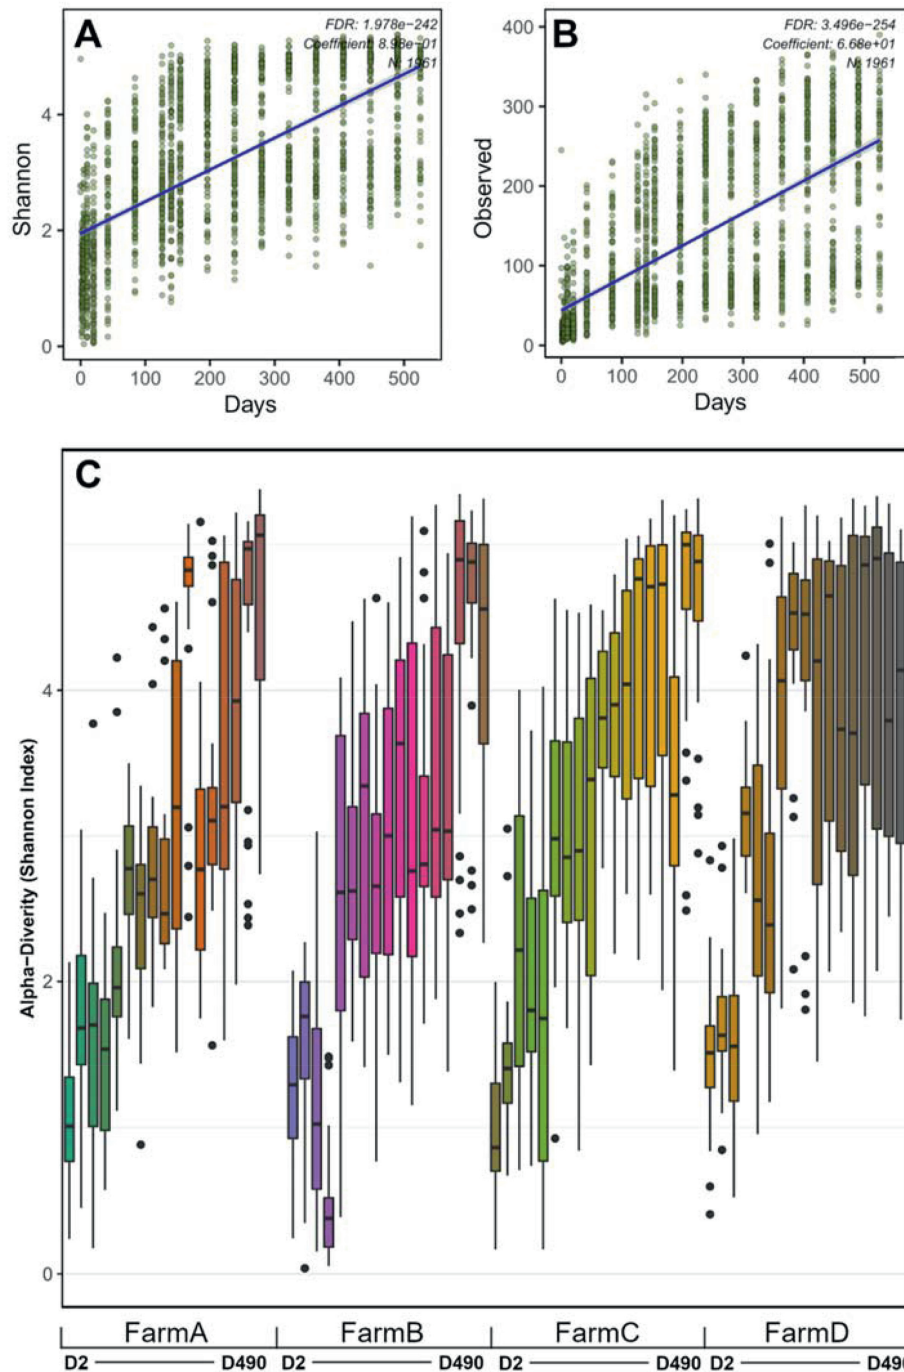 A
FDR: 1.978e−242
Coefficient: 8.98e−01
N: 1961
Shannon
4
2
0
0 100 200 300 400 500
Days
B
FDR: 3.496e−254
Coefficient: 6.68e+01
N: 1961
Observed
400
300
200
100
0
0 100 200 300 400 500
Days
C
Alpha-Diverity (Shannon Index)
4
2
0
FarmA FarmB FarmC FarmD
D2 D490 D2 D490 D2 D490 D2 D49